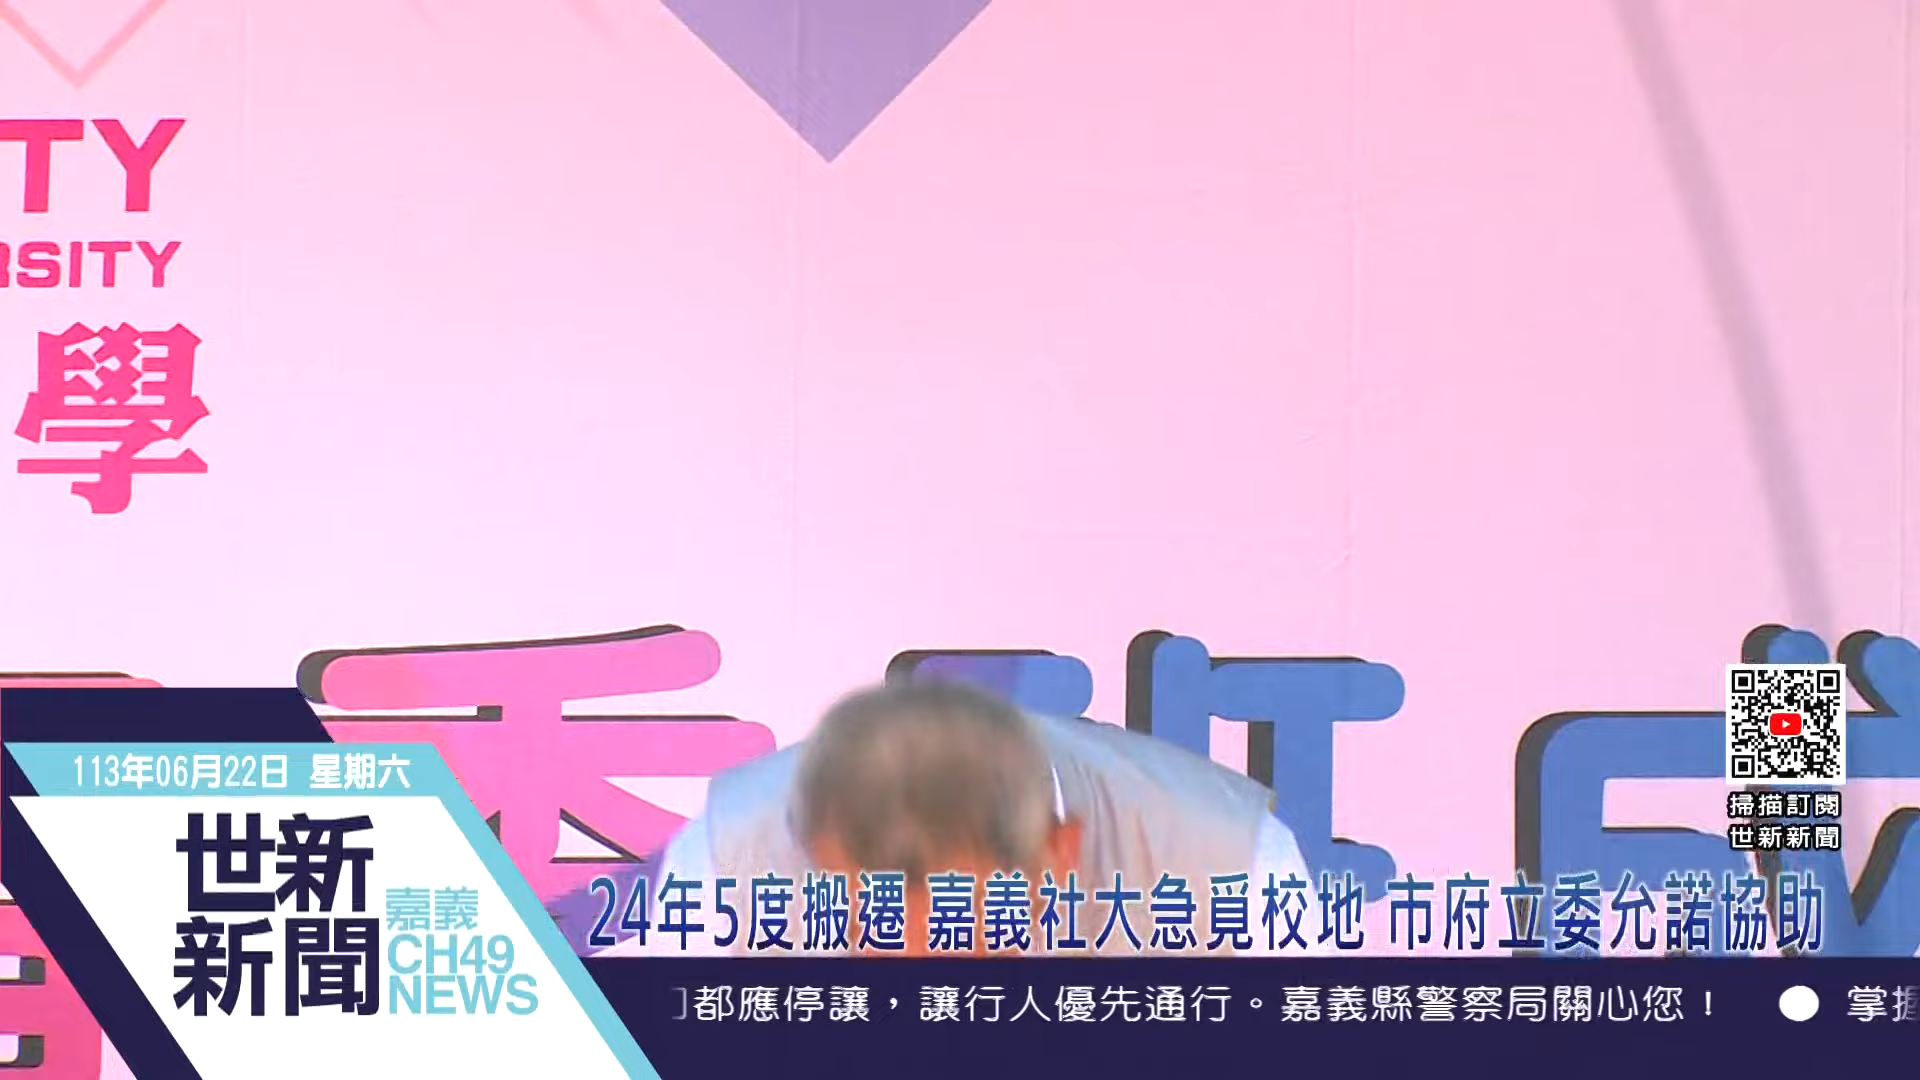 TY
RSITY
學
香
掃描訂閱
世新新聞
113年06月22日 星期六
世新
新聞
嘉義
CH49
NEWS
24年5度搬遷 嘉義社大急覓校地 市府立委允諾協助
都應停讓，讓行人優先通行。嘉義縣警察局關心您！ ● 掌握